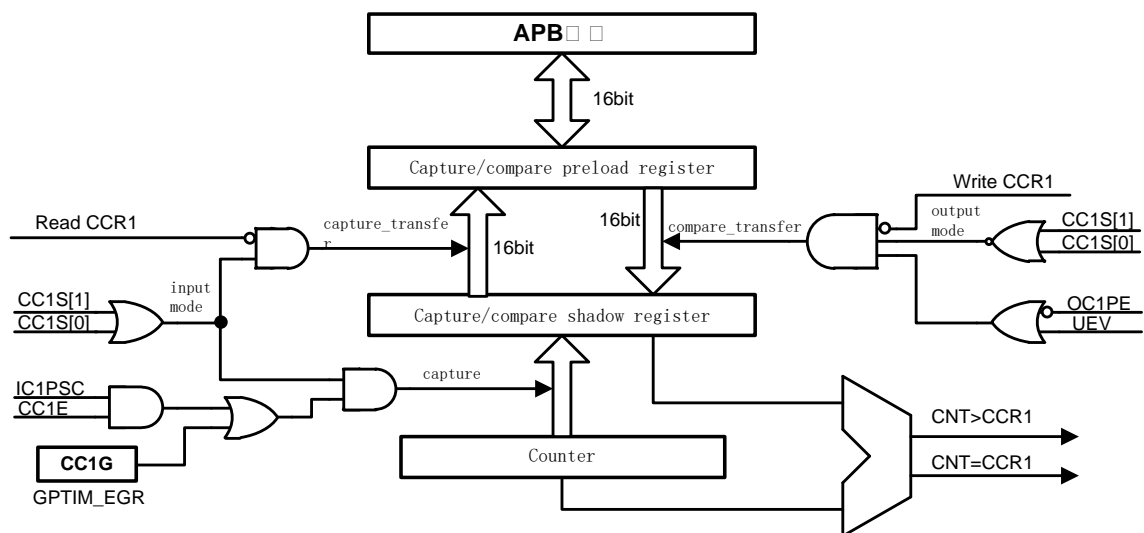 APB
16bit
Capture/compare preload register
Write CCR1
Read CCR1
capture_transfe
r
16bit
16bit
compare_transfer
output
mode
CC1S[1]
CC1S[0]
CC1S[1]
CC1S[0]
input
mode
Capture/compare shadow register
OC1PE
UEV
IC1PSC
CC1E
capture
CC1G
GPTIM_EGR
Counter
CNT>CCR1
CNT=CCR1